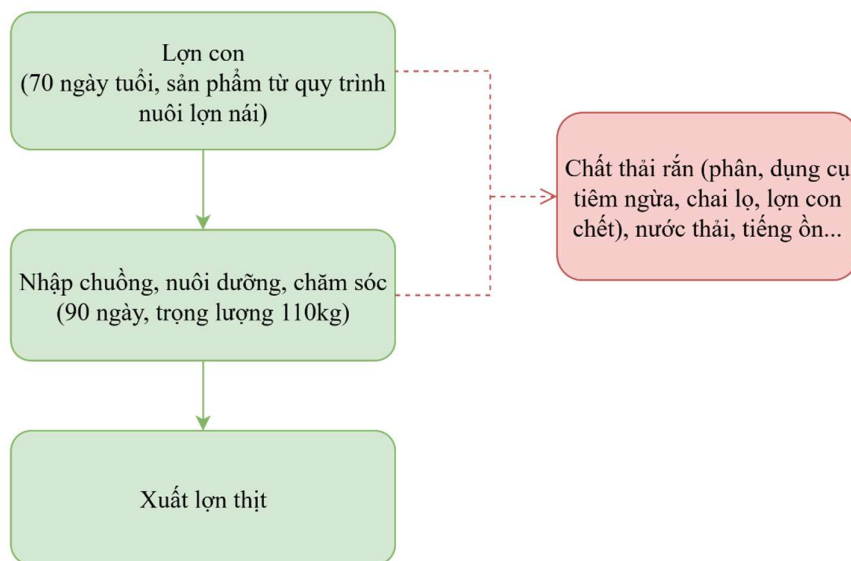 Lợn con
(70 ngày tuổi, sản phẩm từ quy trình
nuôi lợn nái)
Chất thải rắn (phân, dụng cụ
tiêm ngừa, chai lọ, lợn con
chết), nước thải, tiếng ồn...
Nhập chuồng, nuôi dưỡng, chăm sóc
(90 ngày, trọng lượng 110kg)
Xuất lợn thịt